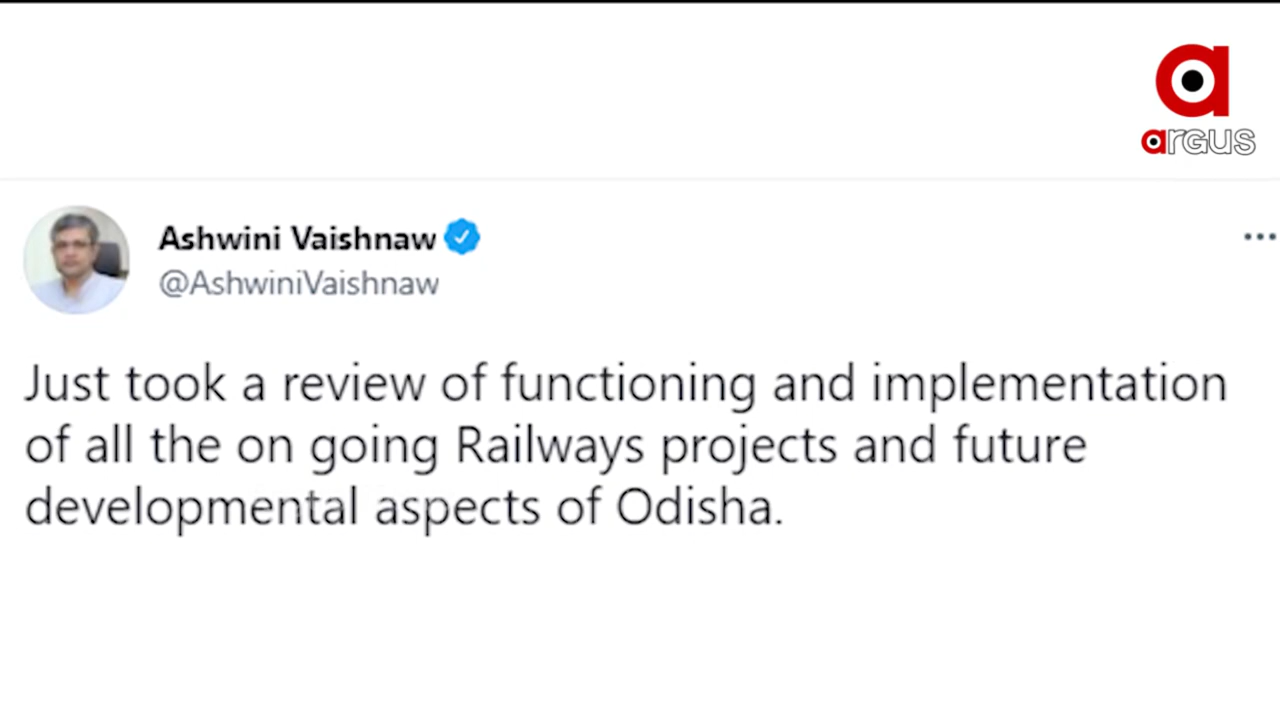 argus
Ashwini Vaishnaw
@AshwiniVaishnaw
Just took a review of functioning and implementation
of all the on going Railways projects and future
developmental aspects of Odisha.